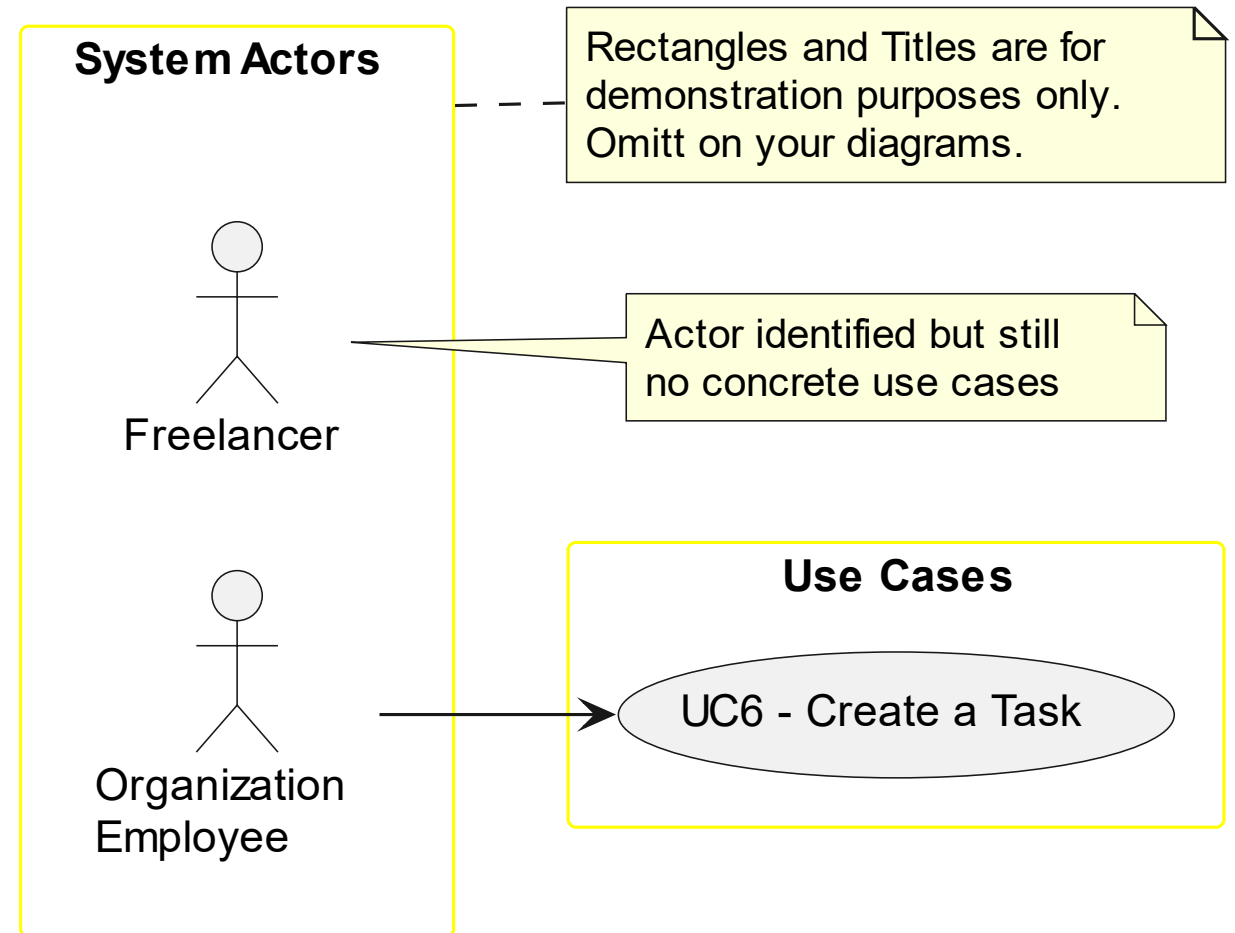 System Actors
Rectangles and Titles are for
demonstration purposes only.
Omitt on your diagrams.
Actor identified but still
no concrete use cases
Freelancer
Use Cases
UC6 - Create a Task
Organization
Employee